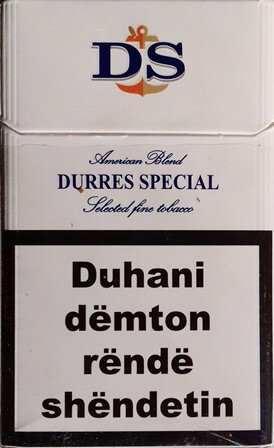 DS
American Blend
DURRES SPECIAL
Selected fine tobacco
Duhani
dëmton
rëndë
shëndetin